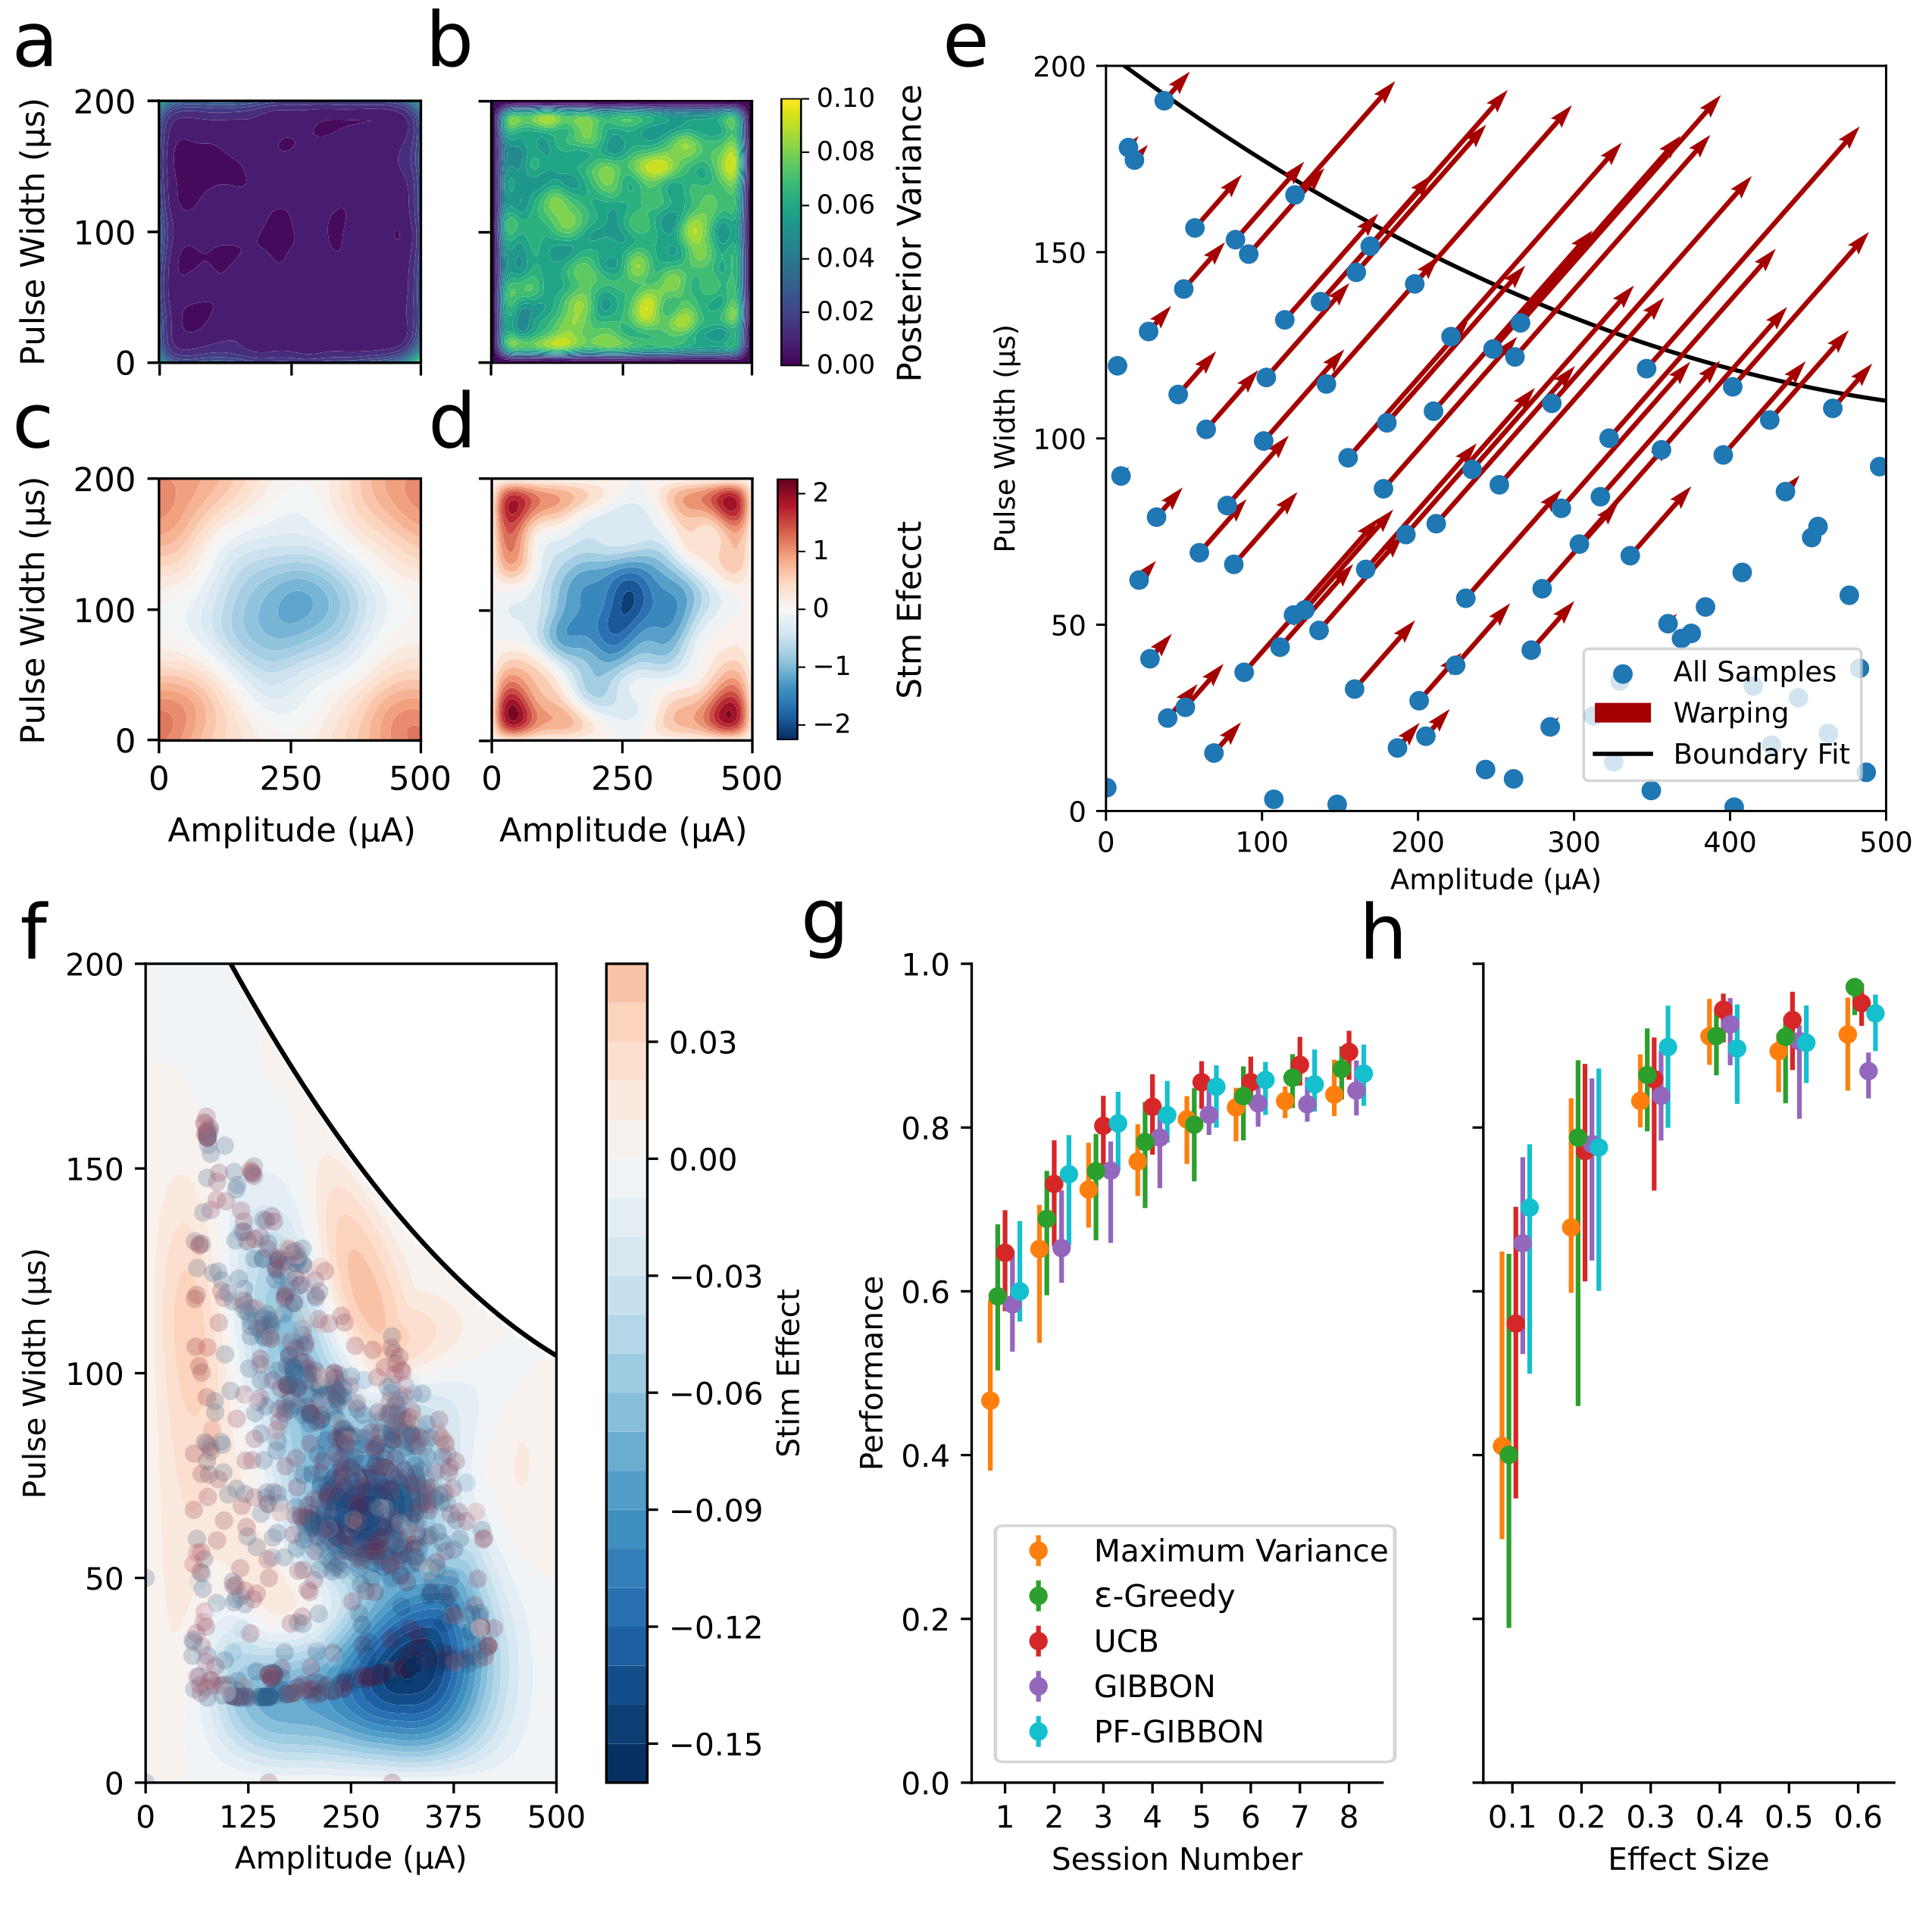 a
b
200
100
0
Pulse Width (µs)
0.10
0.08
0.06
0.04
0.02
0.00
Posterior Variance
c
d
200
100
0
Pulse Width (µs)
0
250
500
Amplitude (µA)
0
250
500
Amplitude (µA)
2
1
0
−1
−2
Stm Effecct
e
200
150
100
50
0
Pulse Width (µs)
0
100
200
300
400
500
Amplitude (µA)
All Samples
Warping
Boundary Fit
f
200
150
100
50
0
Pulse Width (µs)
0
125
250
375
500
Amplitude (µA)
0.03
0.00
−0.03
−0.06
−0.09
−0.12
−0.15
Stim Effect
g
1.0
0.8
0.6
0.4
0.2
0.0
Performance
Maximum Variance
ε-Greedy
UCB
GIBBON
PF-GIBBON
1
2
3
4
5
6
7
8
Session Number
h
0.1
0.2
0.3
0.4
0.5
0.6
Effect Size